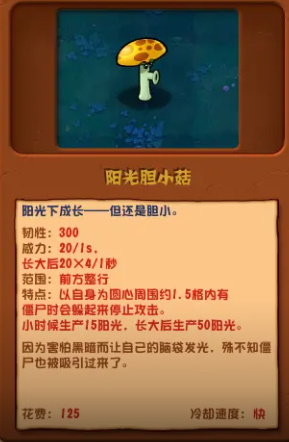 阳光胆小菇
阳光下成长——但还是胆小。
韧性：300
威力：20/1s，
长大后20×4/1秒
范围：前方整行
特点：以自身为圆心周围约1.5格内有
僵尸时会躲起来停止攻击。
小时候生产15阳光，长大后生产50阳光。
因为害怕黑暗而让自己的脑袋发光，殊不知僵
尸也被吸引过来了。
花费：125 冷却速度：快